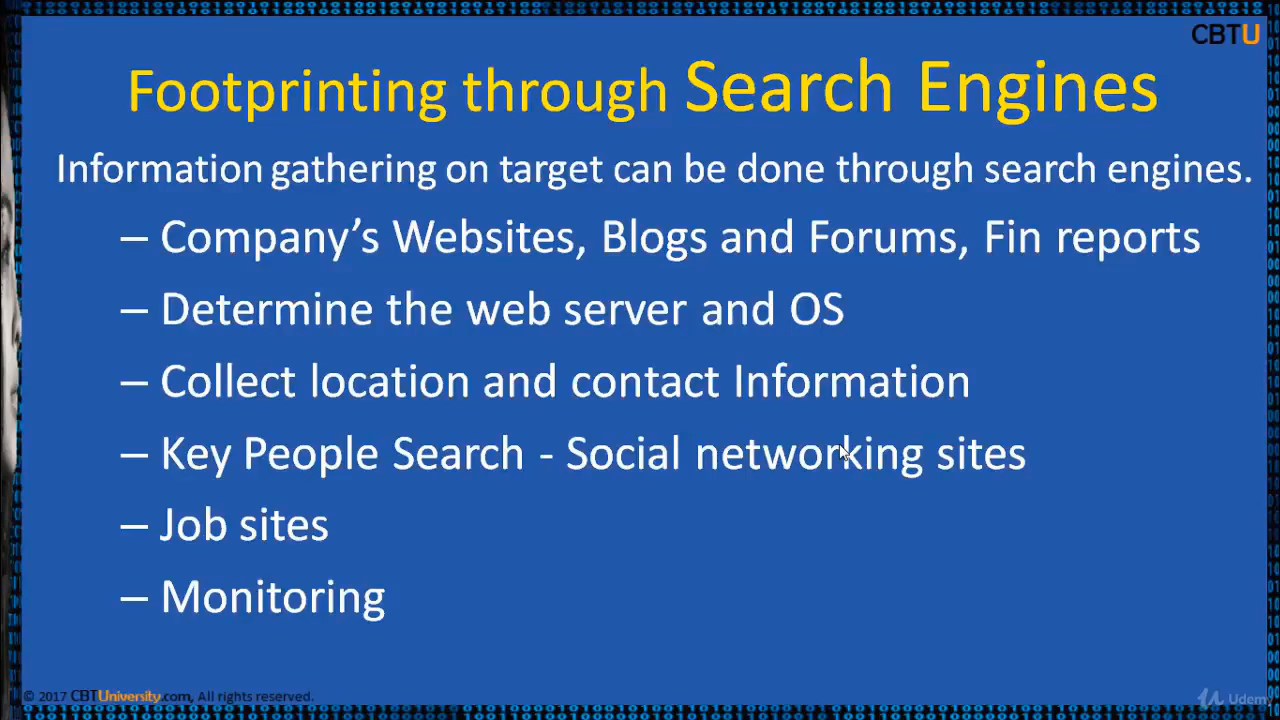 CBTU
Footprinting through Search Engines
Information gathering on target can be done through search engines.
– Company's Websites, Blogs and Forums, Fin reports
– Determine the web server and OS
– Collect location and contact Information
– Key People Search - Social networking sites
– Job sites
– Monitoring
© 2017 CBTUniversity.com, All rights reserved.
Udemy